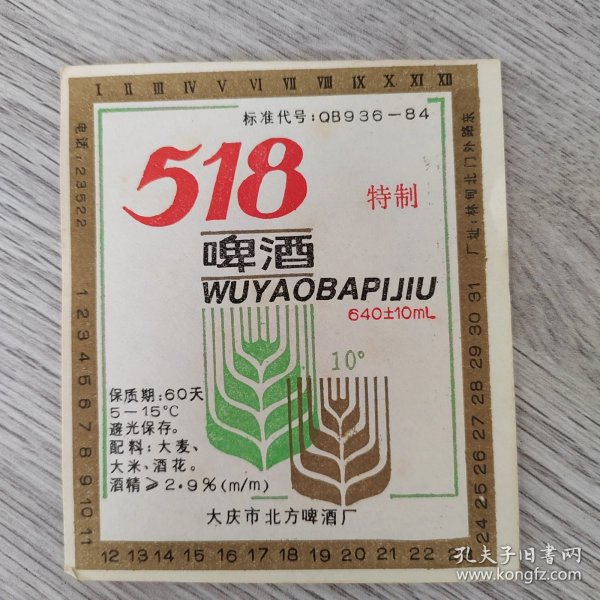 I II III IV V VI VII VIII IX X XI XII
标准代号:QB936-84
电话:23522
厂址:林甸北门外路东
518
特制
啤酒
WUYAOBAPIJIU
640±10mL
10°
保质期:60天
5—15℃
避光保存。
配料:大麦、
大米、酒花。
酒精≥2·9%(m/m)
大庆市北方啤酒厂
1 2 3 4 5 6 7 8 9 10 11
12 13 14 15 16 17 18 19 20 21 22 23
24 25 26 27 28 29 30 31
孔夫子旧书网
www.kongfz.com